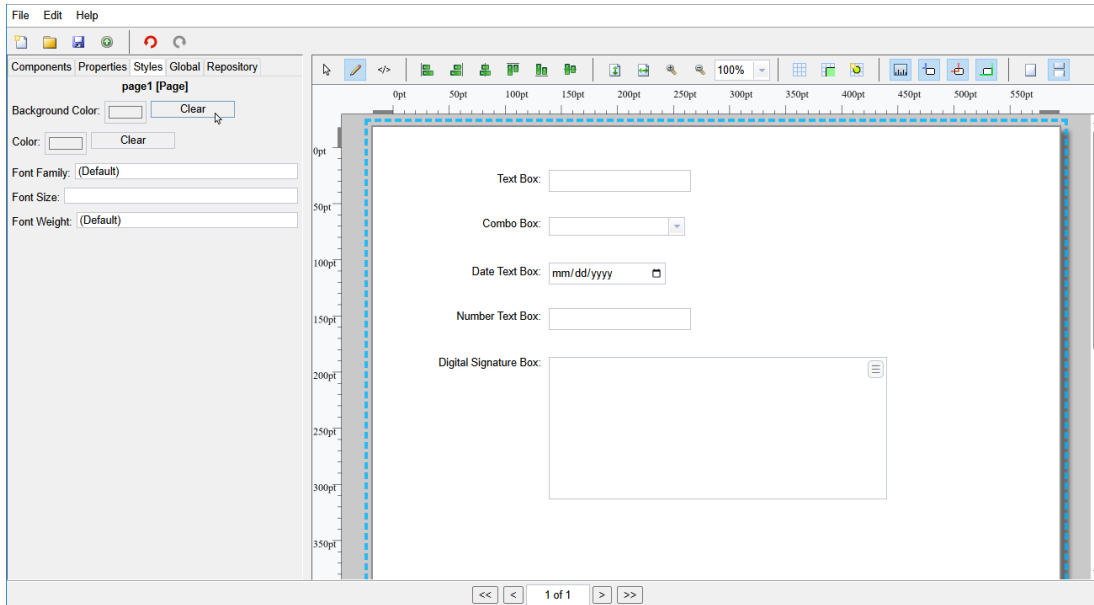 File Edit Help
Components Properties Styles Global Repository
page1 [Page]
Background Color: Clear
Color: Clear
Font Family: (Default)
Font Size:
Font Weight: (Default)
</>
100%
0pt 50pt 100pt 150pt 200pt 250pt 300pt 350pt 400pt 450pt 500pt 550pt
0pt
50pt
100pt
150pt
200pt
250pt
300pt
350pt
Text Box:
Combo Box:
Date Text Box: mm/dd/yyyy
Number Text Box:
Digital Signature Box:
<< < 1 of 1 > >>